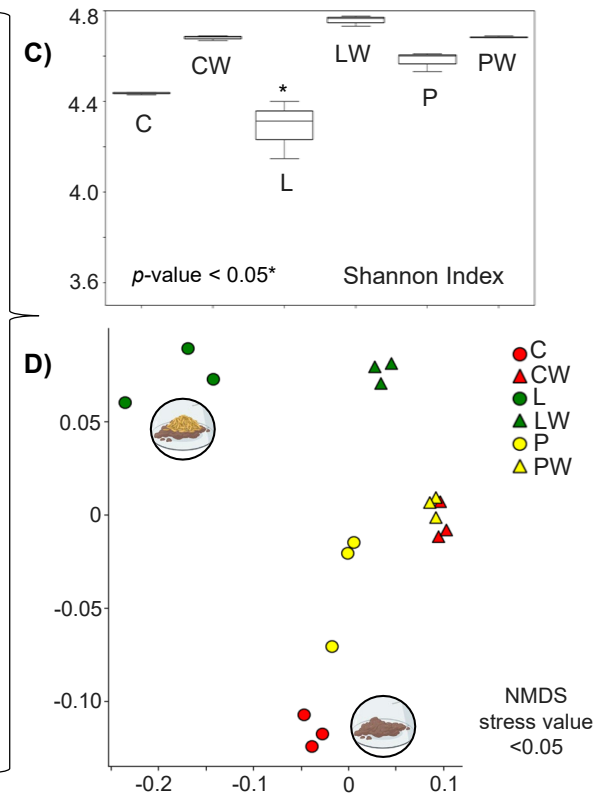 C)
4.8
4.4
4.0
3.6
C
CW
*
L
LW
P
PW
p-value < 0.05*
Shannon Index
D)
0.05
0
-0.05
-0.10
-0.2
-0.1
0
0.1
C
CW
L
LW
P
PW
NMDS
stress value
<0.05